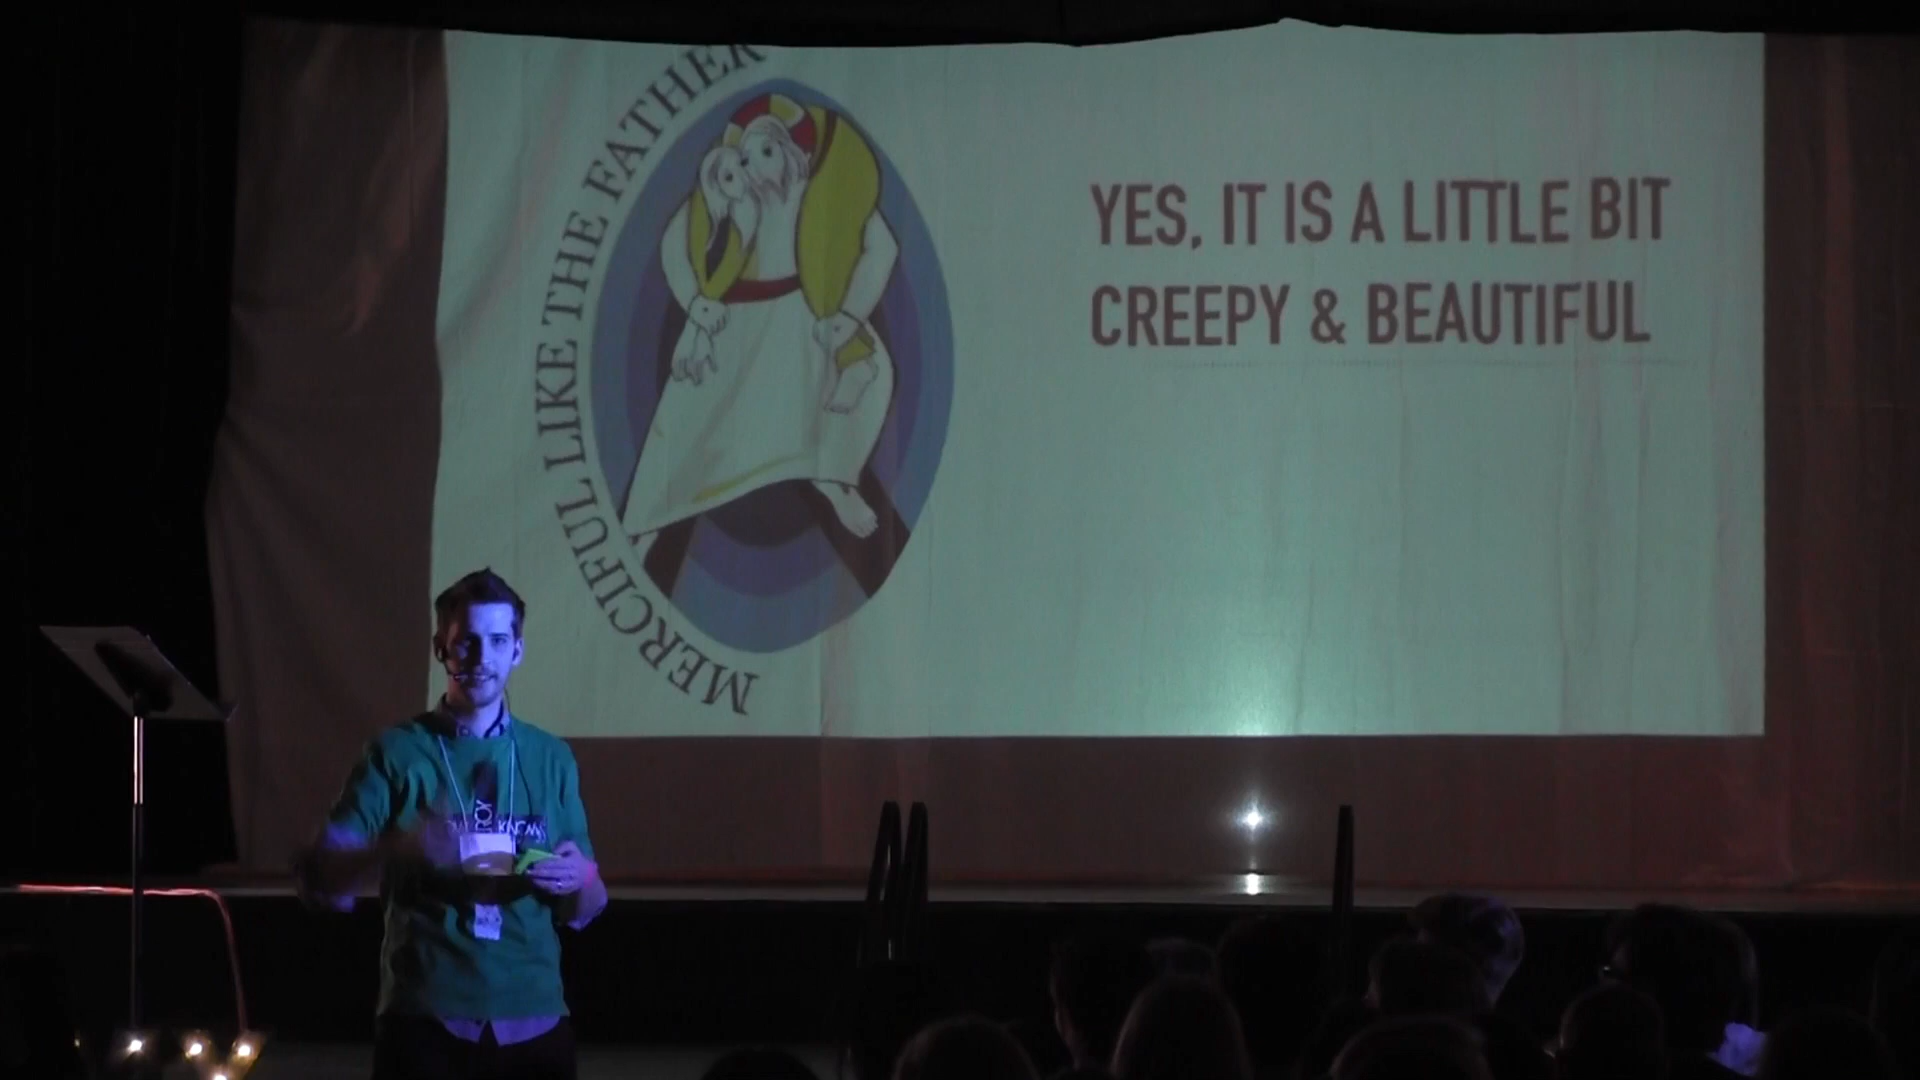 MERCIFUL LIKE THE FATHER
YES, IT IS A LITTLE BIT
CREEPY & BEAUTIFUL